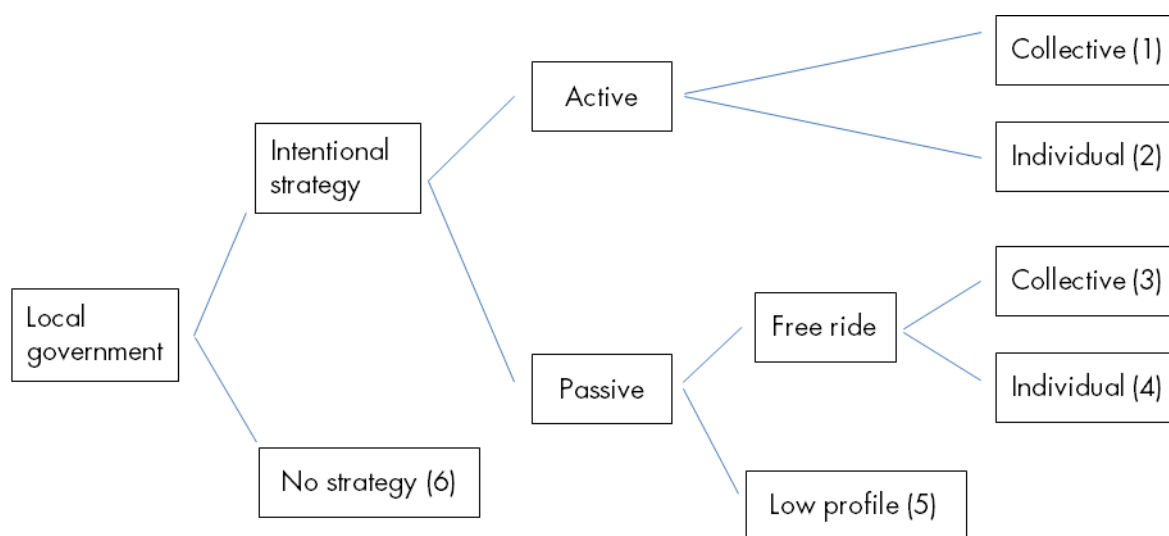 Collective (1)
Active
Individual (2)
Intentional
strategy
Collective (3)
Local
government
Free ride
Passive
Individual (4)
No strategy (6)
Low profile (5)